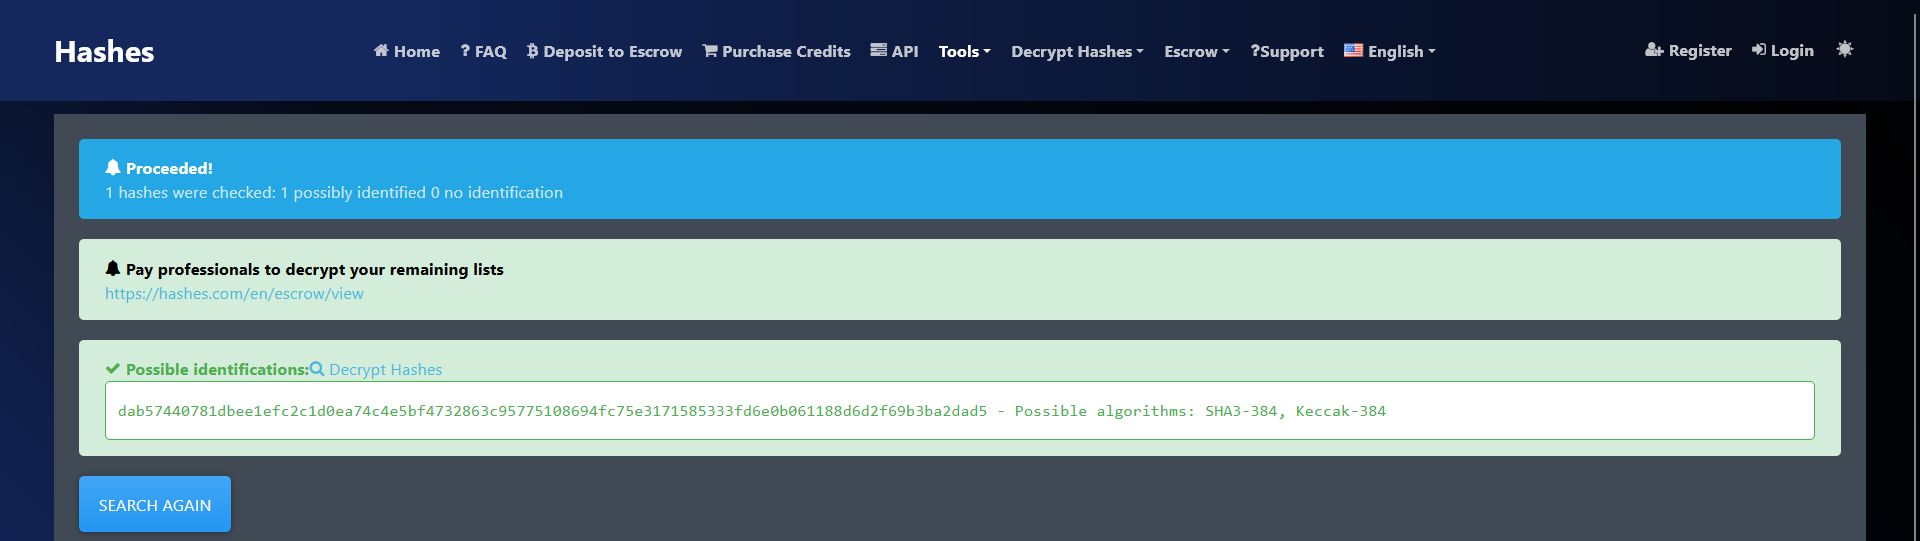 Hashes
Home ? FAQ Deposit to Escrow Purchase Credits API Tools Decrypt Hashes Escrow ?Support English Register Login
Proceeded!
1 hashes were checked: 1 possibly identified 0 no identification
Pay professionals to decrypt your remaining lists
https://hashes.com/en/escrow/view
Possible identifications: Decrypt Hashes
dab57440781dbee1efc2c1d0ea74c4e5bf4732863c95775108694fc75e3171585333fd6e0b061188d6d2f69b3ba2dad5 - Possible algorithms: SHA3-384, Keccak-384
SEARCH AGAIN